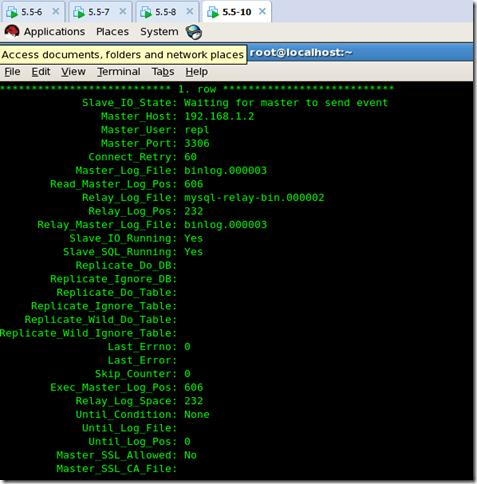 5.5-6 × 5.5-7 × 5.5-8 × 5.5-10 ×
Applications Places System
Access documents, folders and network places
root@localhost:~
File Edit View Terminal Tabs Help
*************************** 1. row ***************************
Slave_IO_State: Waiting for master to send event
Master_Host: 192.168.1.2
Master_User: repl
Master_Port: 3306
Connect_Retry: 60
Master_Log_File: binlog.000003
Read_Master_Log_Pos: 606
Relay_Log_File: mysql-relay-bin.000002
Relay_Log_Pos: 232
Relay_Master_Log_File: binlog.000003
Slave_IO_Running: Yes
Slave_SQL_Running: Yes
Replicate_Do_DB:
Replicate_Ignore_DB:
Replicate_Do_Table:
Replicate_Ignore_Table:
Replicate_Wild_Do_Table:
Replicate_Wild_Ignore_Table:
Last_Errno: 0
Last_Error:
Skip_Counter: 0
Exec_Master_Log_Pos: 606
Relay_Log_Space: 232
Until_Condition: None
Until_Log_File:
Until_Log_Pos: 0
Master_SSL_Allowed: No
Master_SSL_CA_File: